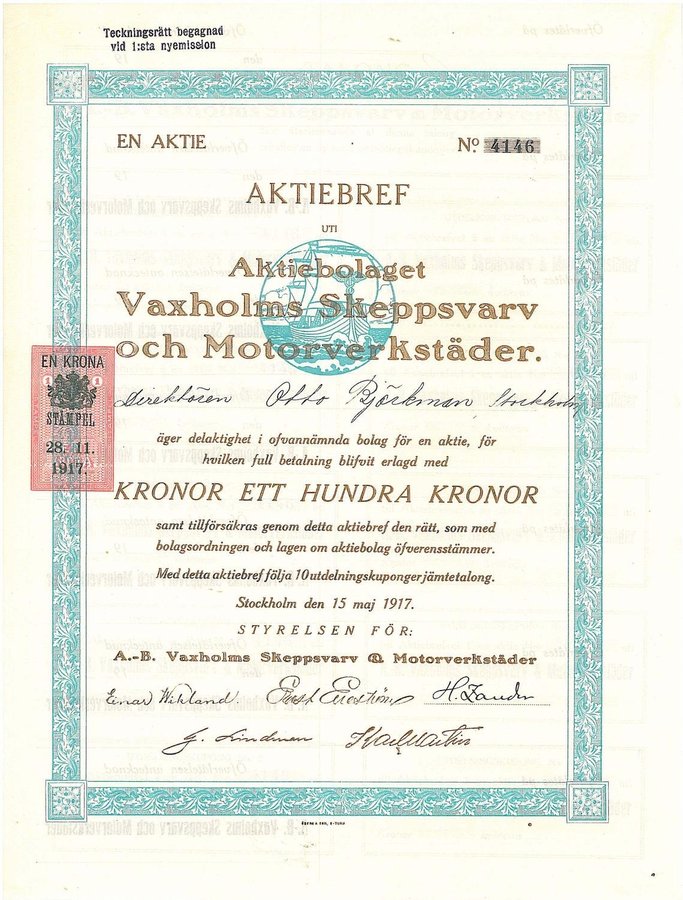 Teckningsrätt begagnad
vid 1:sta nyemission
EN AKTIE
No. 4146
AKTIEBREF
UTI
Aktiebolaget
Vaxholms Skeppsvarv
och Motorverkstäder.
EN KRONA
1 1
STÄMPEL
28. 11.
1917.
Direktören Otto Björkman Stockholm
äger delaktighet i ofvannämnda bolag för en aktie, för
hvilken full betalning blifvit erlagd med
KRONOR ETT HUNDRA KRONOR
samt tillförsäkras genom detta aktiebref den rätt, som med
bolagsordningen och lagen om aktiebolag öfverensstämmer.
Med detta aktiebref följa 10 utdelningskuponger jämte talong.
Stockholm den 15 maj 1917.
STYRELSEN FÖR:
A.-B. Vaxholms Skeppsvarv & Motorverkstäder
Einar Wikland. H. Zander
G. Lindman